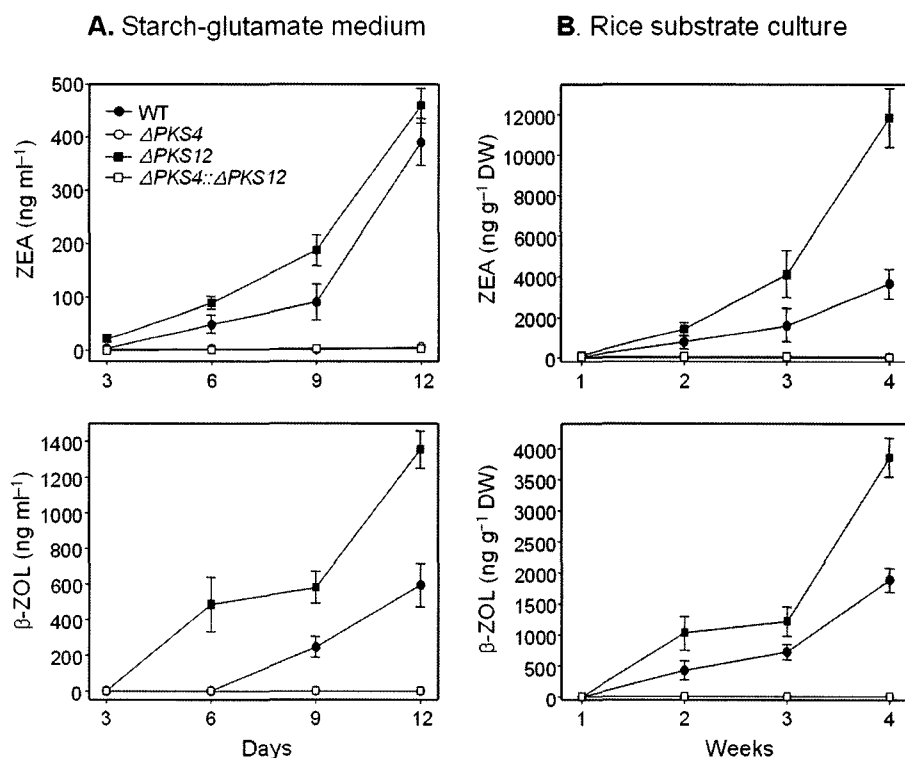 A. Starch-glutamate medium
B. Rice substrate culture
500
400
300
200
100
0
ZEA (ng ml⁻¹)
WT
ΔPKS4
ΔPKS12
ΔPKS4::ΔPKS12
3 6 9 12
12000
10000
8000
6000
4000
2000
0
ZEA (ng g⁻¹ DW)
1 2 3 4
1400
1200
1000
800
600
400
200
0
β-ZOL (ng ml⁻¹)
3 6 9 12
Days
4000
3500
3000
2500
2000
1500
1000
500
0
β-ZOL (ng g⁻¹ DW)
1 2 3 4
Weeks